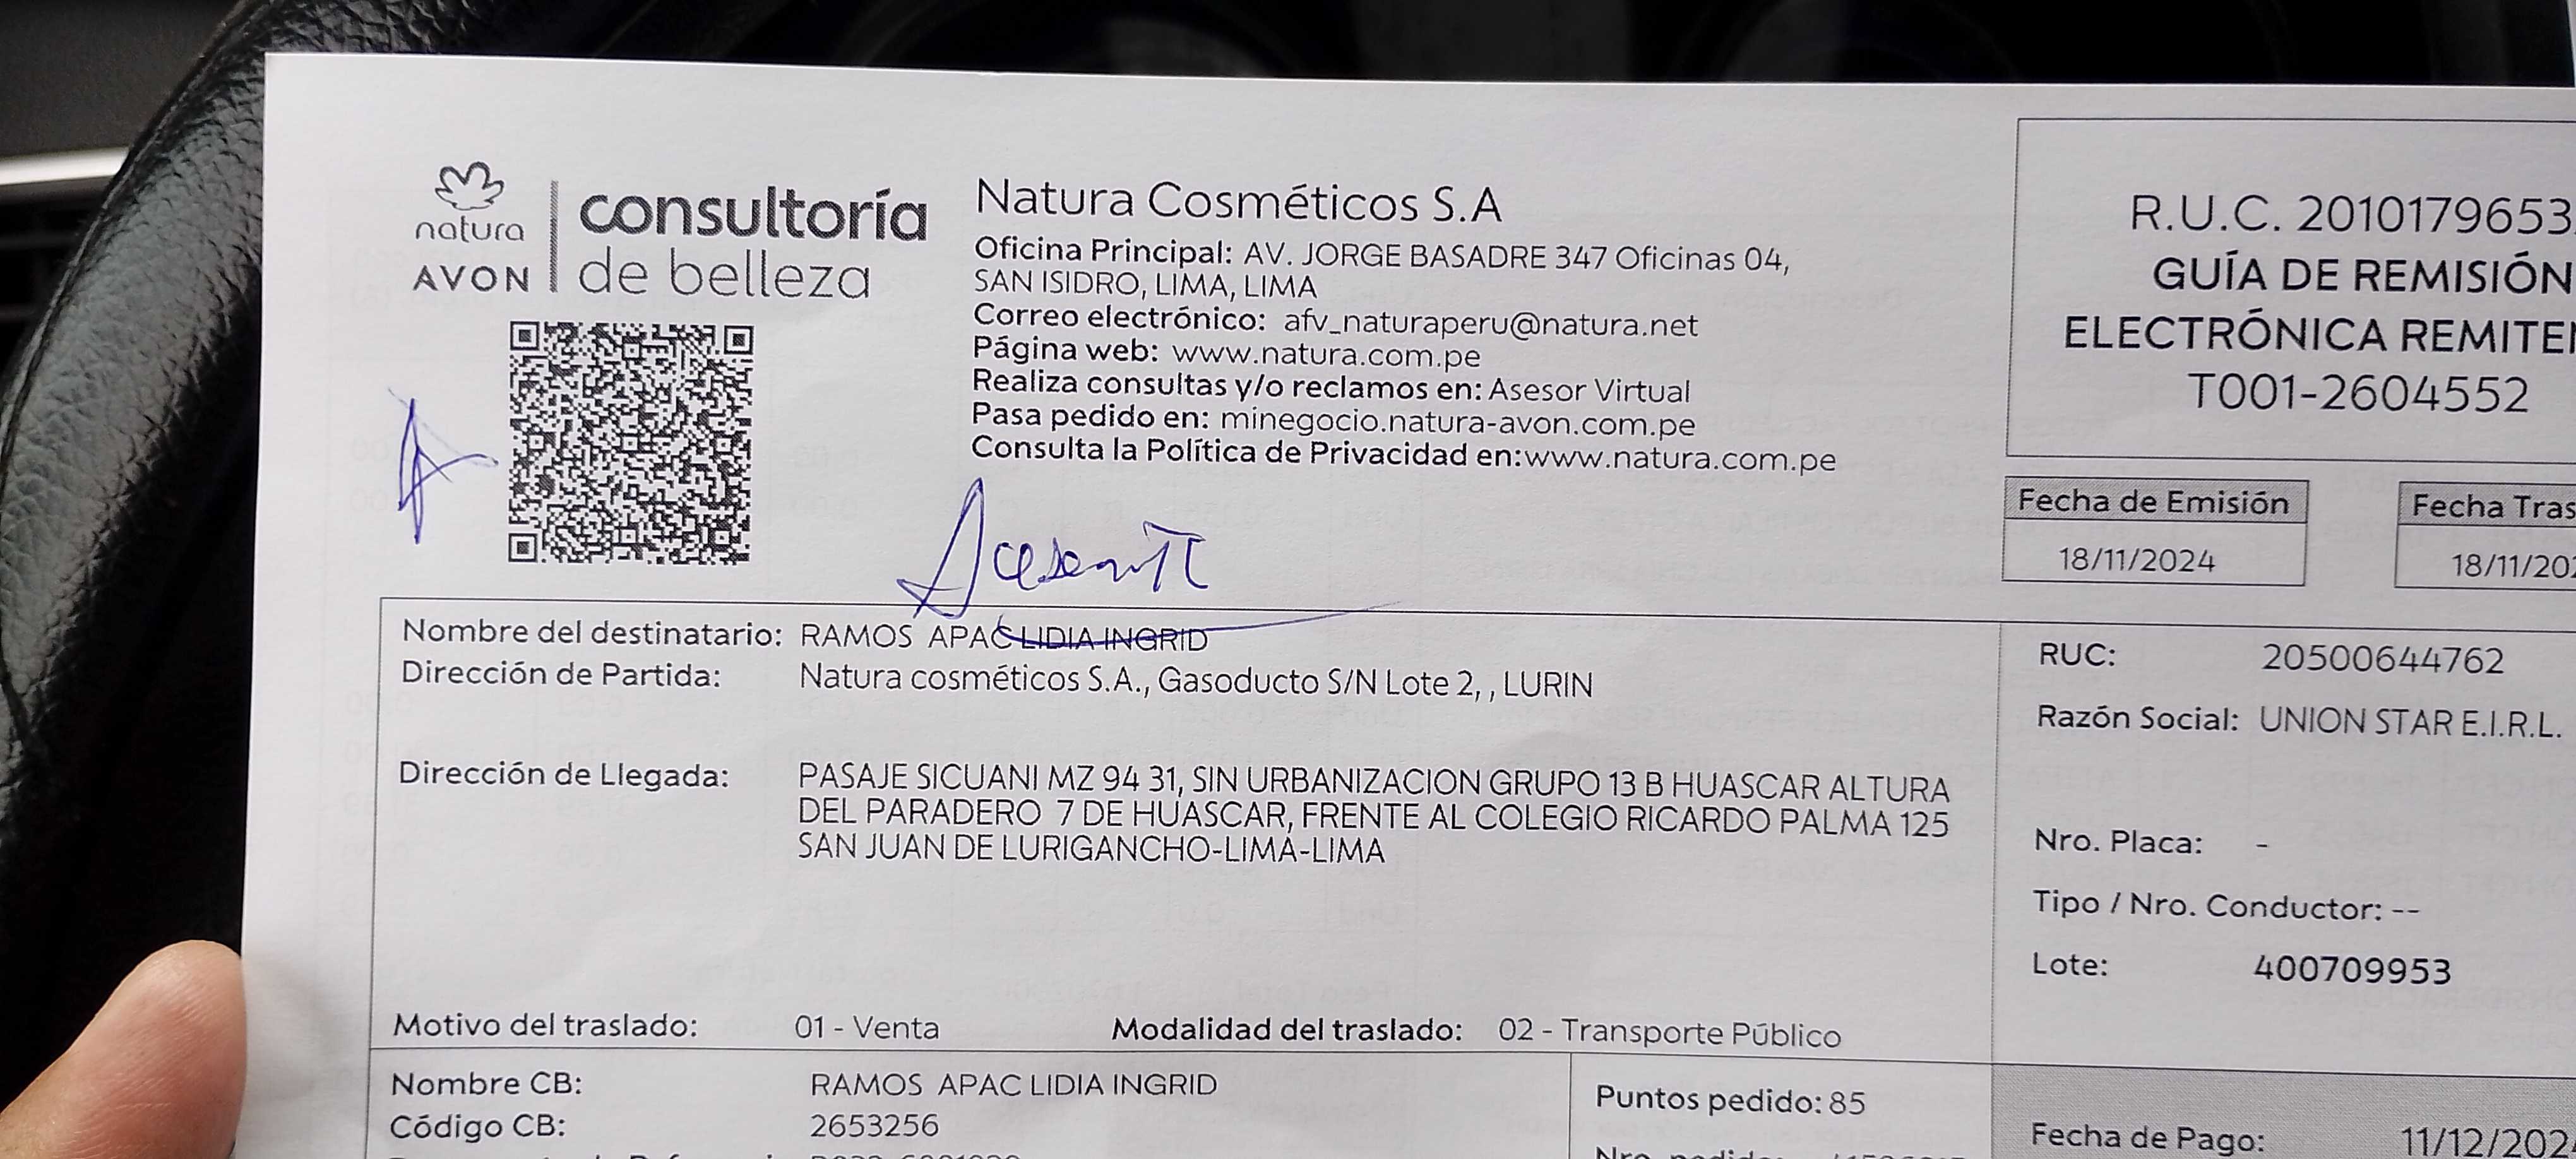 natura
AVON
consultoría
de belleza
Natura Cosméticos S.A
Oficina Principal: AV. JORGE BASADRE 347 Oficinas 04,
SAN ISIDRO, LIMA, LIMA
Correo electrónico: afv_naturaperu@natura.net
Página web: www.natura.com.pe
Realiza consultas y/o reclamos en: Asesor Virtual
Pasa pedido en: minegocio.natura-avon.com.pe
Consulta la Política de Privacidad en:www.natura.com.pe
R.U.C. 2010179653
GUÍA DE REMISIÓN
ELECTRÓNICA
T001-2604552
Fecha de Emisión
18/11/2024
Fecha
Nombre del destinatario: RAMOS APAC LIDIA INGRID
Dirección de Partida: Natura cosméticos S.A., Gasoducto S/N Lote 2, , LURIN
Dirección de Llegada: PASAJE SICUANI MZ 94 31, SIN URBANIZACION GRUPO 13 B HUASCAR ALTURA
DEL PARADERO 7 DE HUASCAR, FRENTE AL COLEGIO RICARDO PALMA 125
SAN JUAN DE LURIGANCHO-LIMA-LIMA
Motivo del traslado: 01 - Venta Modalidad del traslado: 02 - Transporte Público
RUC: 20500644762
Razón Social: UNION STAR E.I.R.L.
Nro. Placa: -
Tipo / Nro. Conductor: --
Lote: 400709953
Nombre CB: RAMOS APAC LIDIA INGRID
Código CB: 2653256
Puntos pedido: 85
Fecha de Pago: 11/12/202